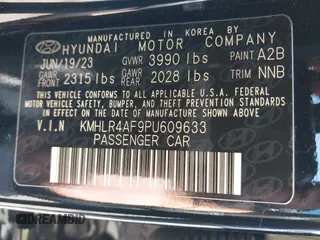 MANUFACTURED IN KOREA BY
HYUNDAI MOTOR COMPANY
JUN/19/23 GVWR 3990 lbs PAINT A2B
GAWR FRONT 2315 lbs GAWR REAR 2028 lbs TRIM NNB
THIS VEHICLE CONFORMS TO ALL APPLICABLE U.S.A. FEDERAL
MOTOR VEHICLE SAFETY, BUMPER, AND THEFT PREVENTION
STANDARDS IN EFFECT ON THE DATE OF MANUFACTURE SHOWN ABOVE.
V.I.N KMHLR4AF9PU609633
PASSENGER CAR
DREAMBID